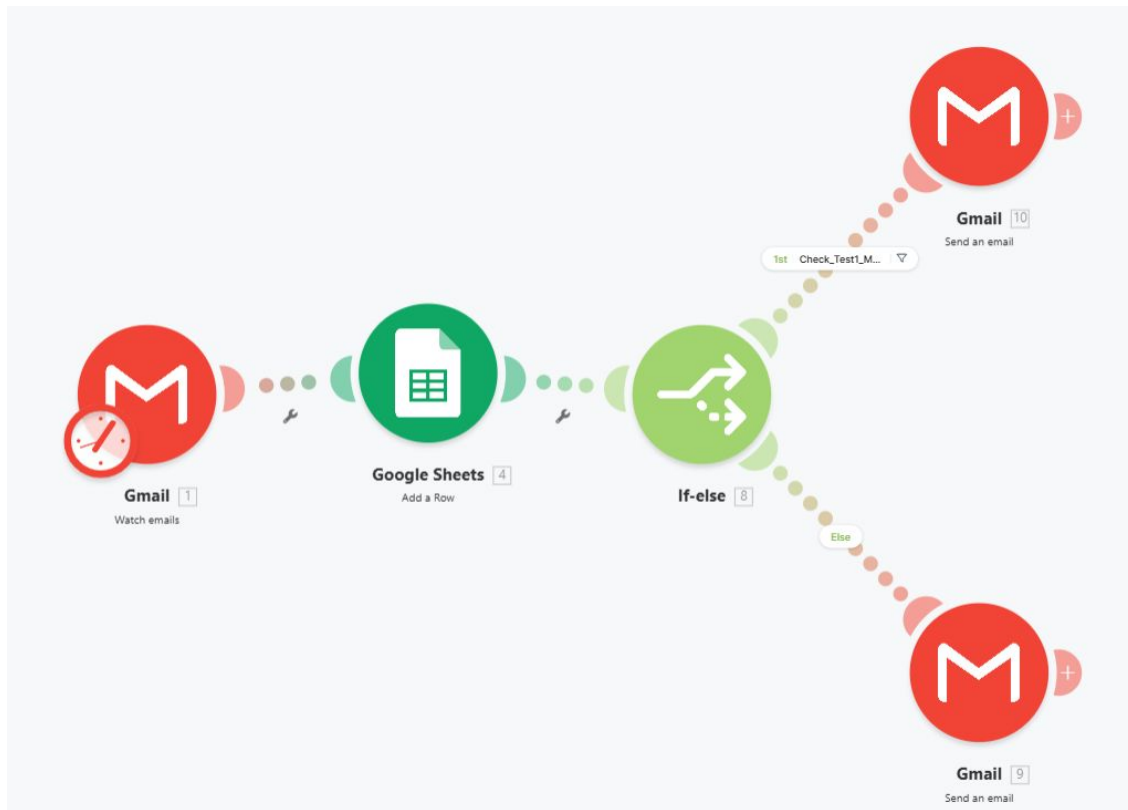 Gmail 10
Send an email
1st Check_Test1_M...
Google Sheets 4
Add a Row
Gmail 1
Watch emails
If-else 8
Else
Gmail 9
Send an email